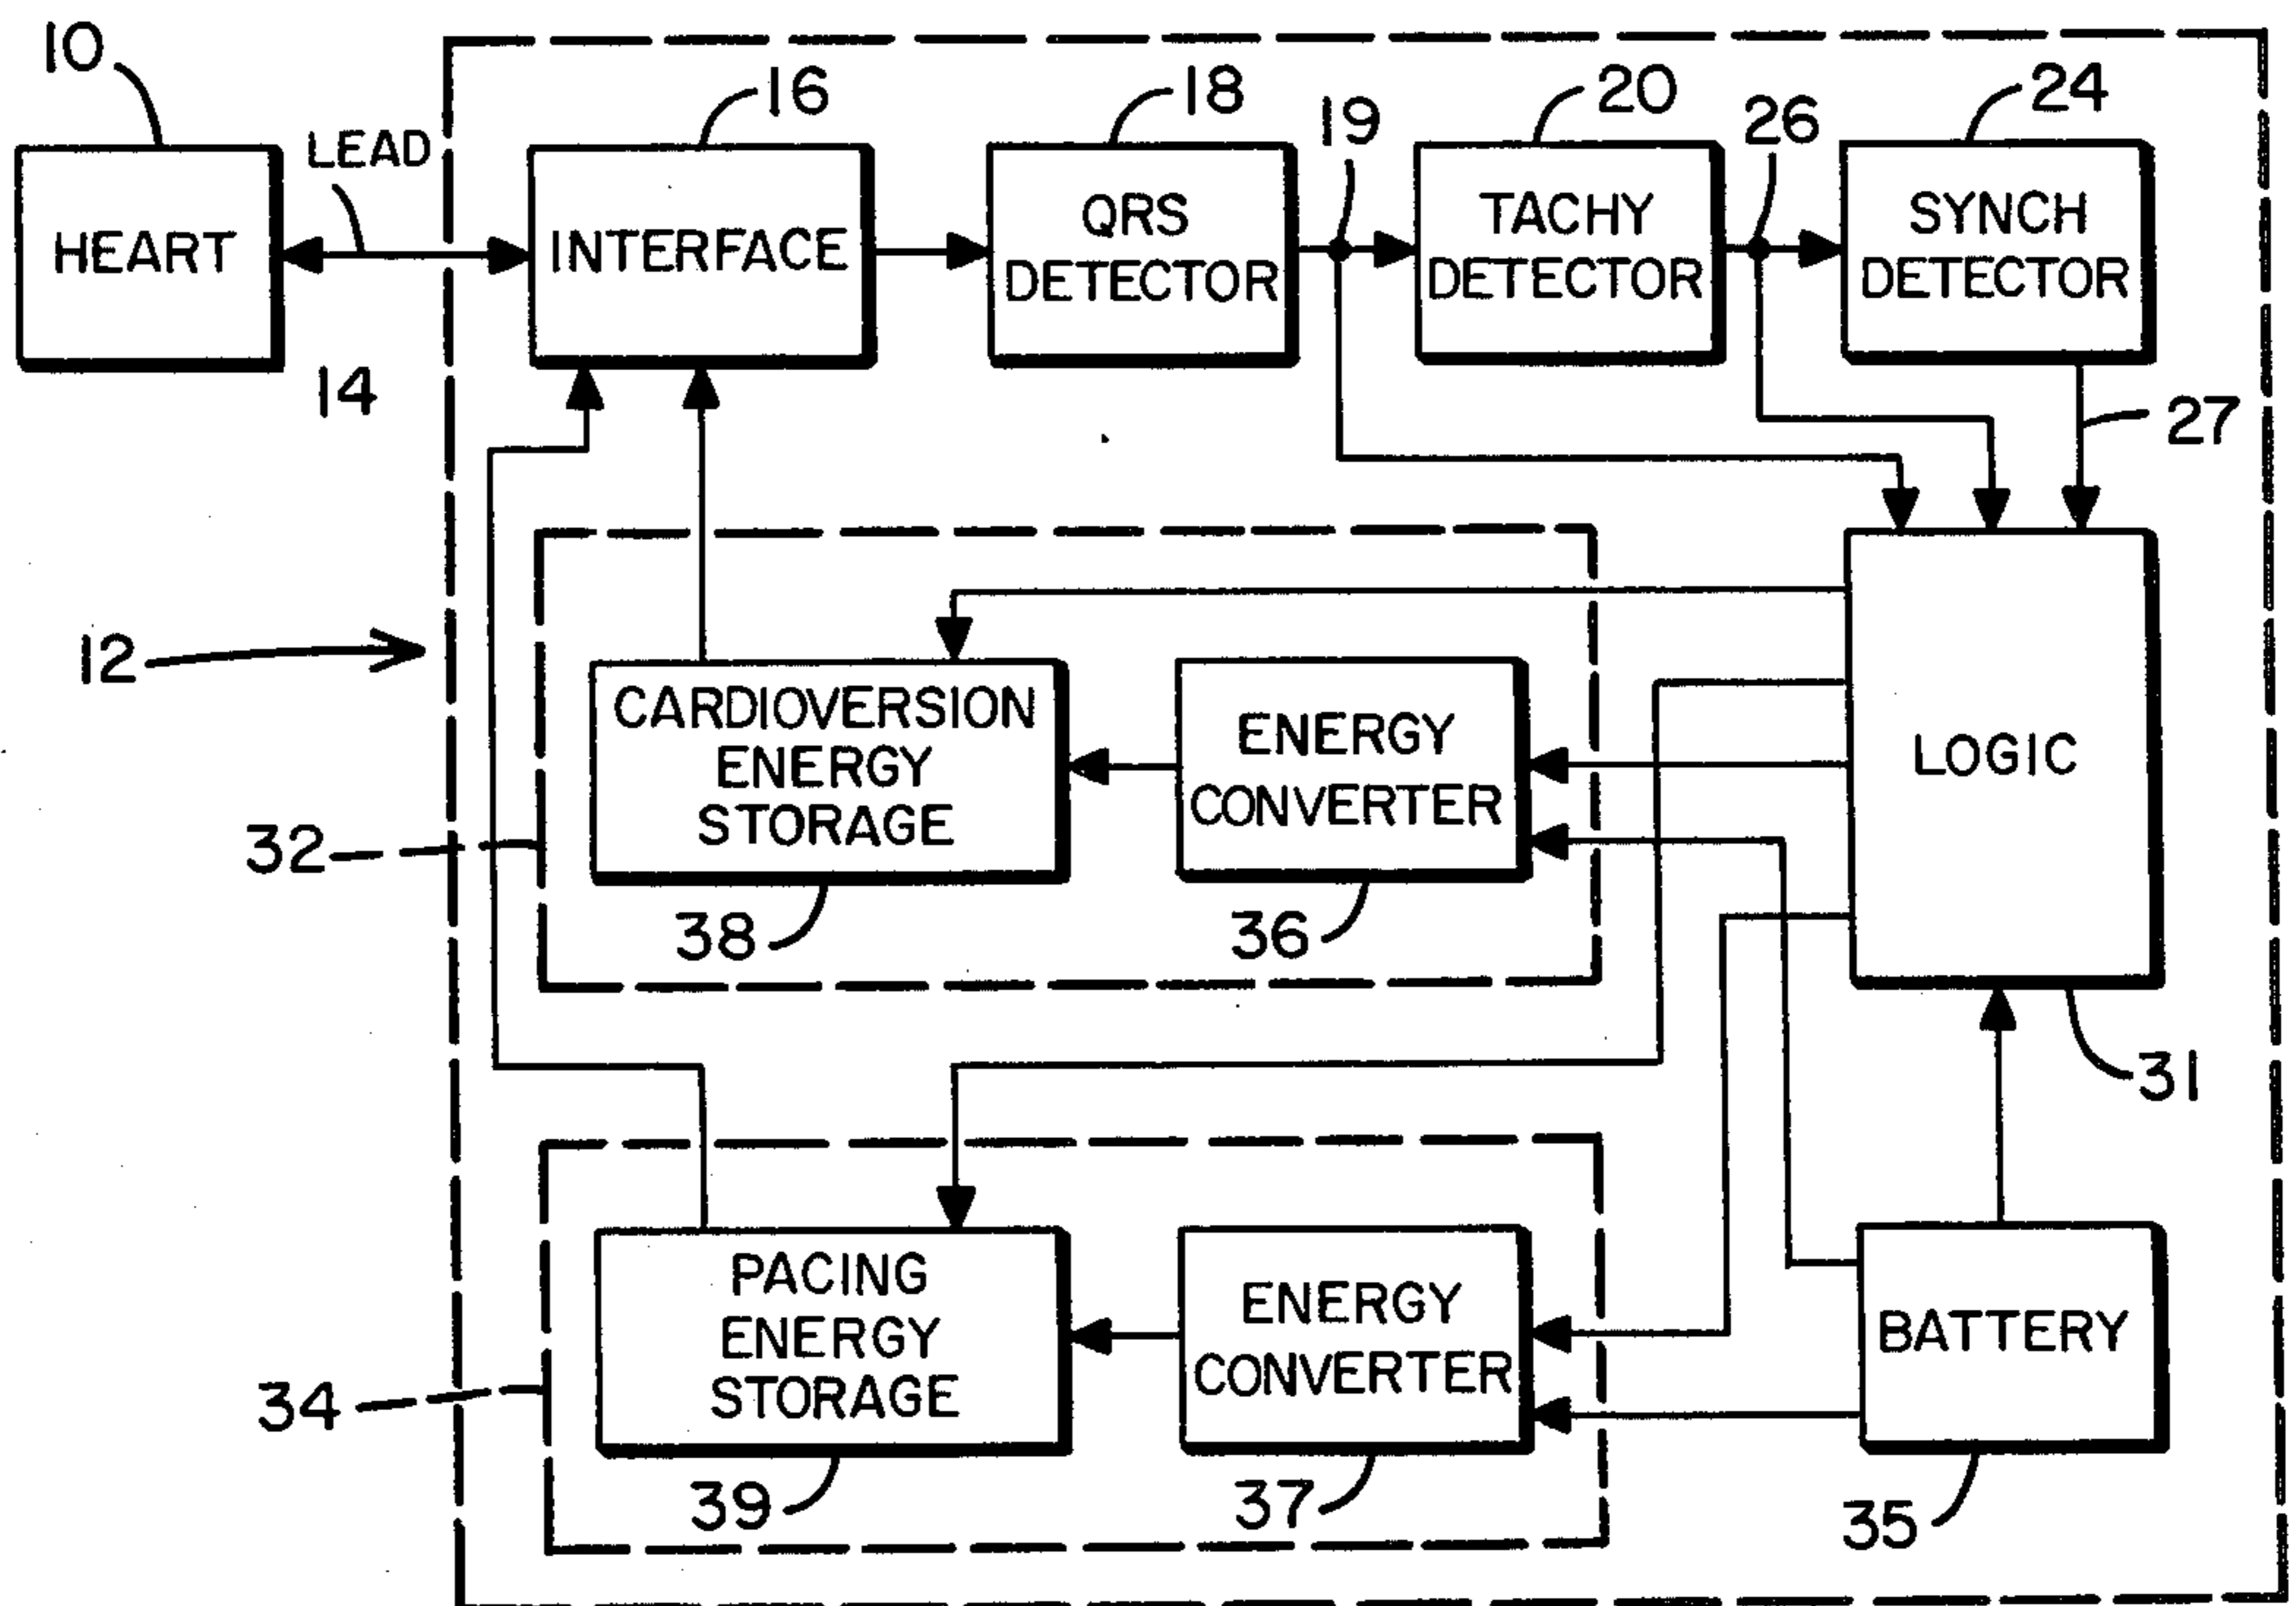 10
16
18
19
20
26
24
LEAD
HEART
INTERFACE
QRS
DETECTOR
TACHY
DETECTOR
SYNCH
DETECTOR
14
27
12
CARDIOVERSION
ENERGY
STORAGE
ENERGY
CONVERTER
LOGIC
32
38
36
31
PACING
ENERGY
STORAGE
ENERGY
CONVERTER
BATTERY
34
39
37
35